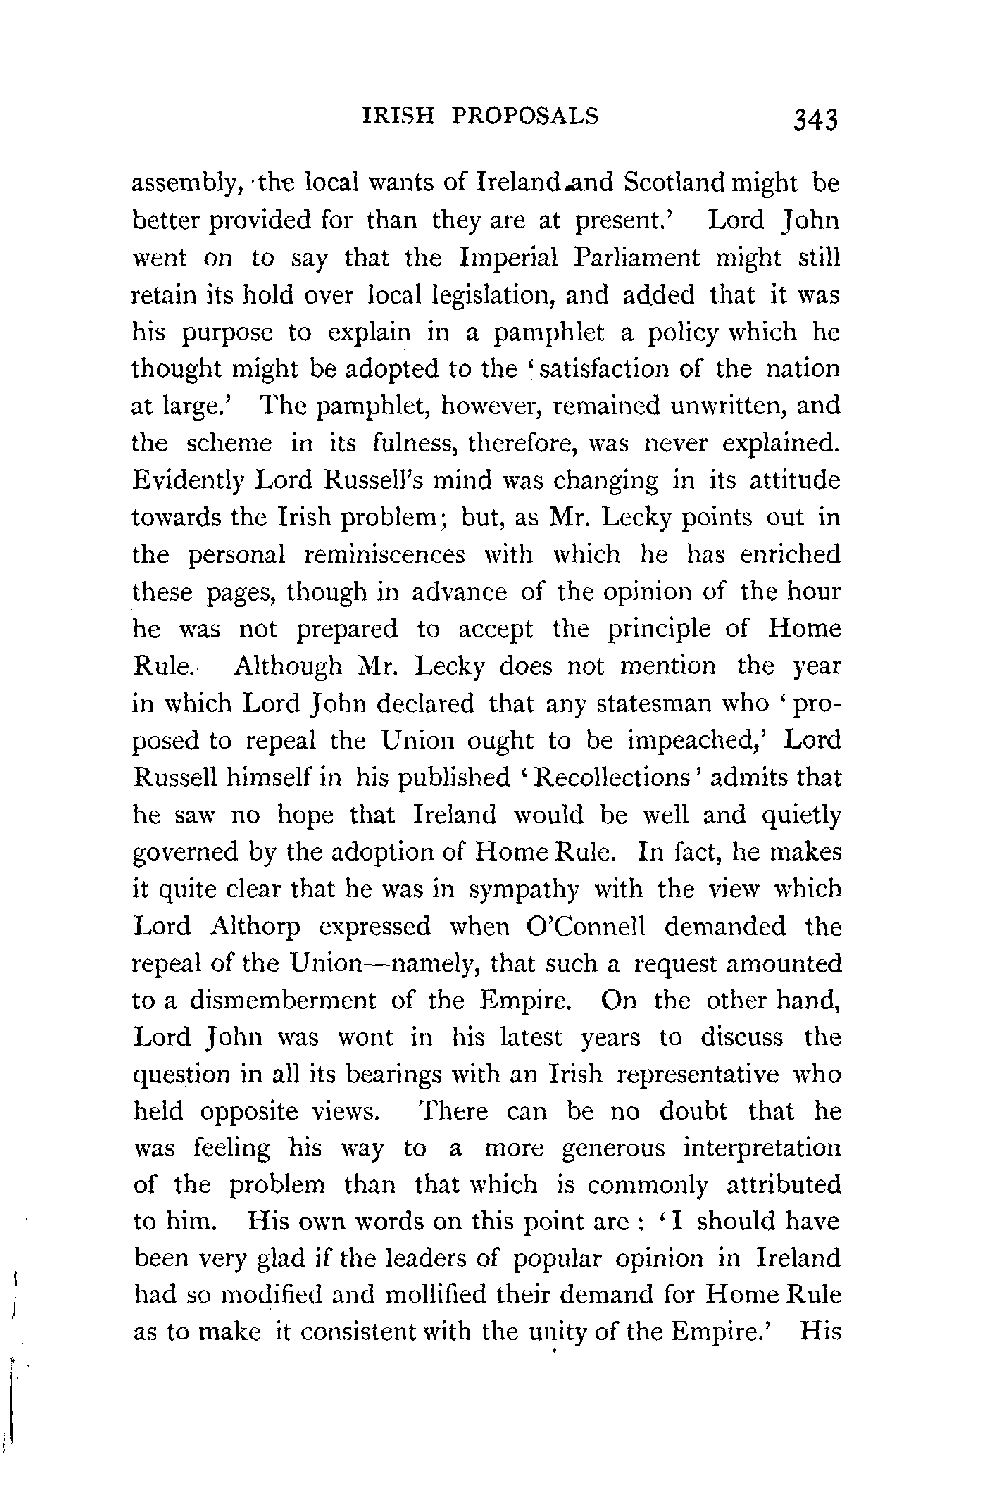 IRISH PROPOSALS 343
assembly, the local wants of Ireland and Scotland might be
better provided for than they are at present.' Lord John
went on to say that the Imperial Parliament might still
retain its hold over local legislation, and added that it was
his purpose to explain in a pamphlet a policy which he
thought might be adopted to the 'satisfaction of the nation
at large.' The pamphlet, however, remained unwritten, and
the scheme in its fulness, therefore, was never explained.
Evidently Lord Russell's mind was changing in its attitude
towards the Irish problem; but, as Mr. Lecky points out in
the personal reminiscences with which he has enriched
these pages, though in advance of the opinion of the hour
he was not prepared to accept the principle of Home
Rule. Although Mr. Lecky does not mention the year
in which Lord John declared that any statesman who 'pro-
posed to repeal the Union ought to be impeached,' Lord
Russell himself in his published 'Recollections' admits that
he saw no hope that Ireland would be well and quietly
governed by the adoption of Home Rule. In fact, he makes
it quite clear that he was in sympathy with the view which
Lord Althorp expressed when O'Connell demanded the
repeal of the Union—namely, that such a request amounted
to a dismemberment of the Empire. On the other hand,
Lord John was wont in his latest years to discuss the
question in all its bearings with an Irish representative who
held opposite views. There can be no doubt that he
was feeling his way to a more generous interpretation
of the problem than that which is commonly attributed
to him. His own words on this point are: 'I should have
been very glad if the leaders of popular opinion in Ireland
had so modified and mollified their demand for Home Rule
as to make it consistent with the unity of the Empire.' His